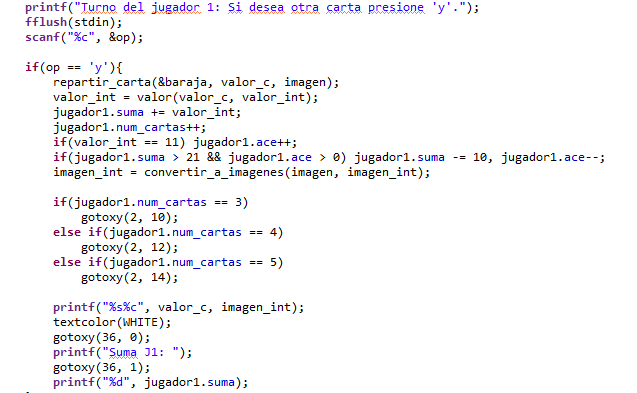 printf("Turno del jugador 1: Si desea otra carta presione 'y'.");
fflush(stdin);
scanf("%c", &op);

if(op == 'y'){
    repartir_carta(&baraja, valor_c, imagen);
    valor_int = valor(valor_c, valor_int);
    jugador1.suma += valor_int;
    jugador1.num_cartas++;
    if(valor_int == 11) jugador1.ace++;
    if(jugador1.suma > 21 && jugador1.ace > 0) jugador1.suma -= 10, jugador1.ace--;
    imagen_int = convertir_a_imagenes(imagen, imagen_int);

    if(jugador1.num_cartas == 3)
        gotoxy(2, 10);
    else if(jugador1.num_cartas == 4)
        gotoxy(2, 12);
    else if(jugador1.num_cartas == 5)
        gotoxy(2, 14);

    printf("%s%c", valor_c, imagen_int);
    textcolor(WHITE);
    gotoxy(36, 0);
    printf("Suma J1: ");
    gotoxy(36, 1);
    printf("%d", jugador1.suma);